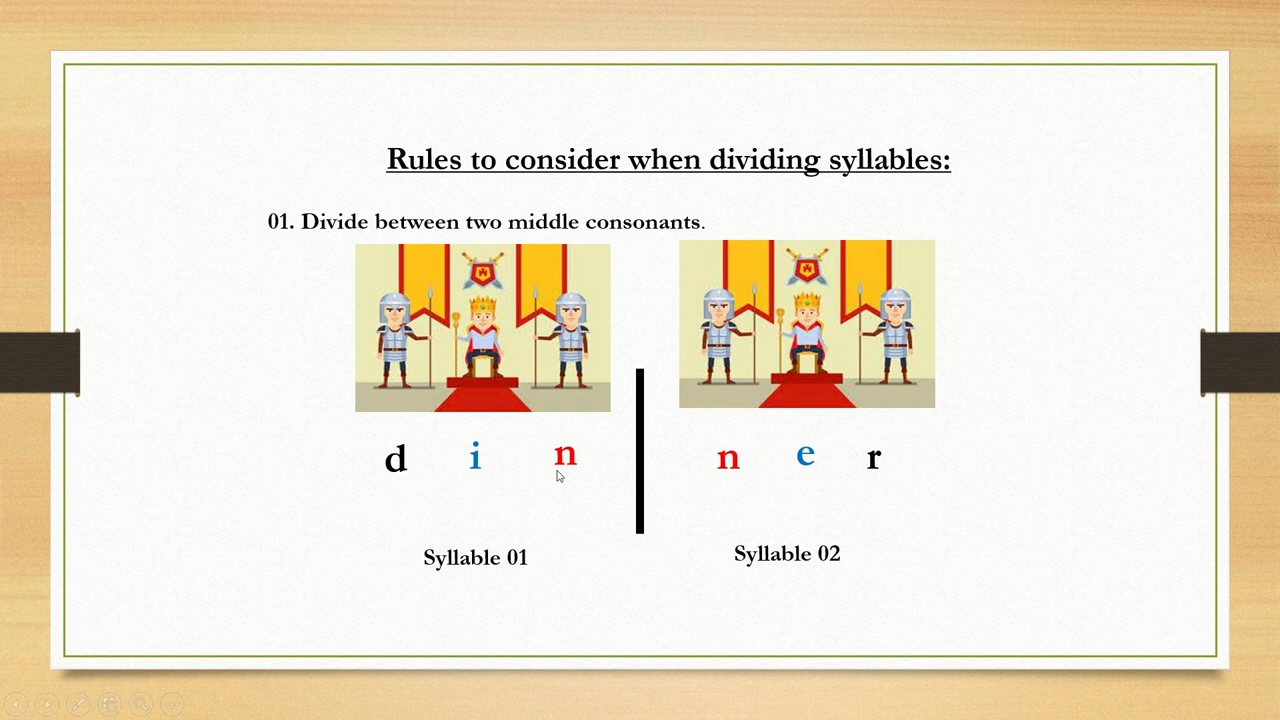 Rules to consider when dividing syllables:
01. Divide between two middle consonants.
d i n n e r
Syllable 01 Syllable 02